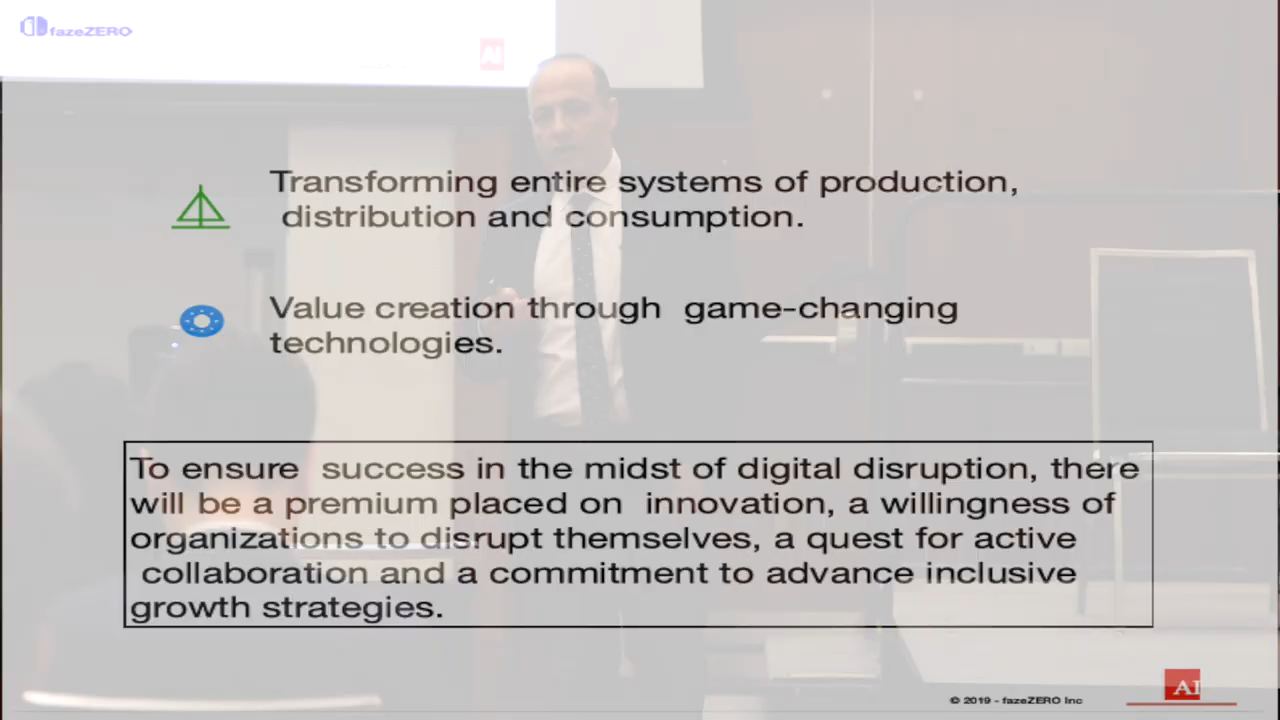 fazeZERO
AI
Transforming entire systems of production,
distribution and consumption.
Value creation through game-changing
technologies.
To ensure success in the midst of digital disruption, there
will be a premium placed on innovation, a willingness of
organizations to disrupt themselves, a quest for active
collaboration and a commitment to advance inclusive
growth strategies.
© 2019 - fazeZERO Inc
AI